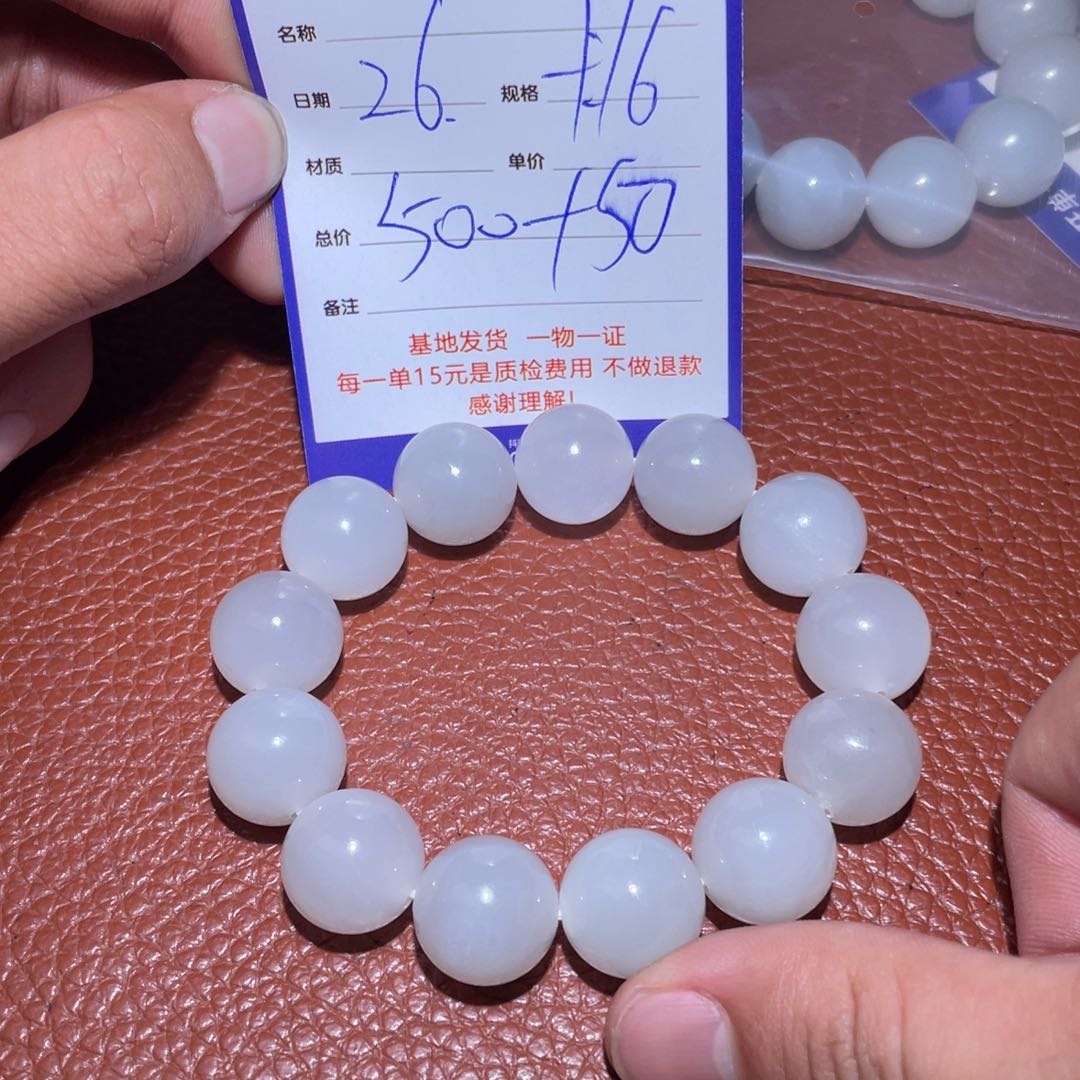 名称
日期 26. 规格 +16
材质 单价
总价 500+50
备注
基地发货 一物一证
每一单15元是质检费用 不做退款
感谢理解!